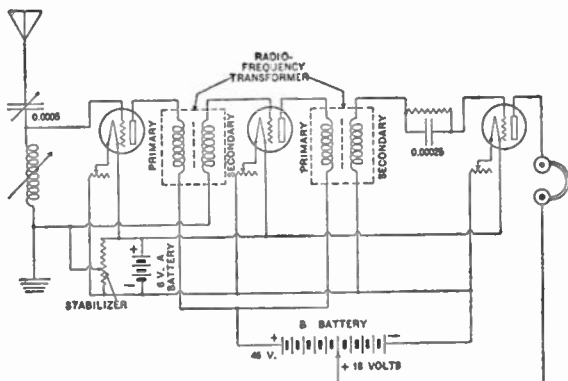 RADIO-
FREQUENCY
TRANSFORMER
0.0005
PRIMARY
SECONDARY
PRIMARY
SECONDARY
0.00025
+
6 V. A
BATTERY
−
STABILIZER
B BATTERY
+
−
45 V.
+ 18 VOLTS